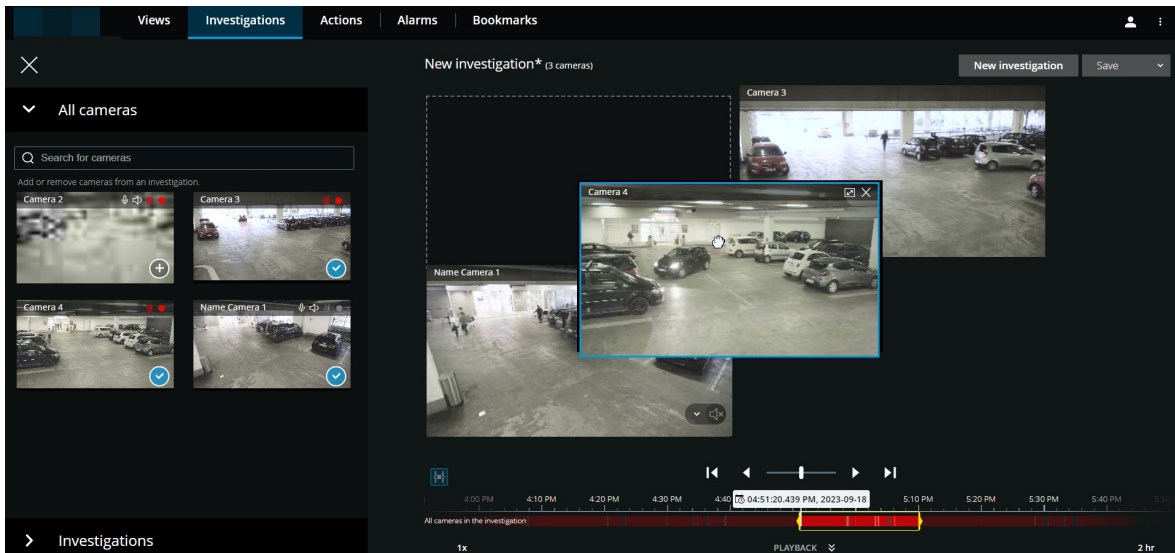 Views Investigations Actions Alarms Bookmarks
New investigation* (3 cameras)
New investigation Save
All cameras
Search for cameras
Add or remove cameras from an investigation.
Camera 2
Camera 3
Camera 4
Name Camera 1
Camera 3
Camera 4
Name Camera 1
4:00 PM 4:10 PM 4:20 PM 4:30 PM 4:40 04:51:20.439 PM, 2023-09-18 5:10 PM 5:20 PM 5:30 PM 5:40 PM
All cameras in the investigation
Investigations
1x PLAYBACK 2 hr